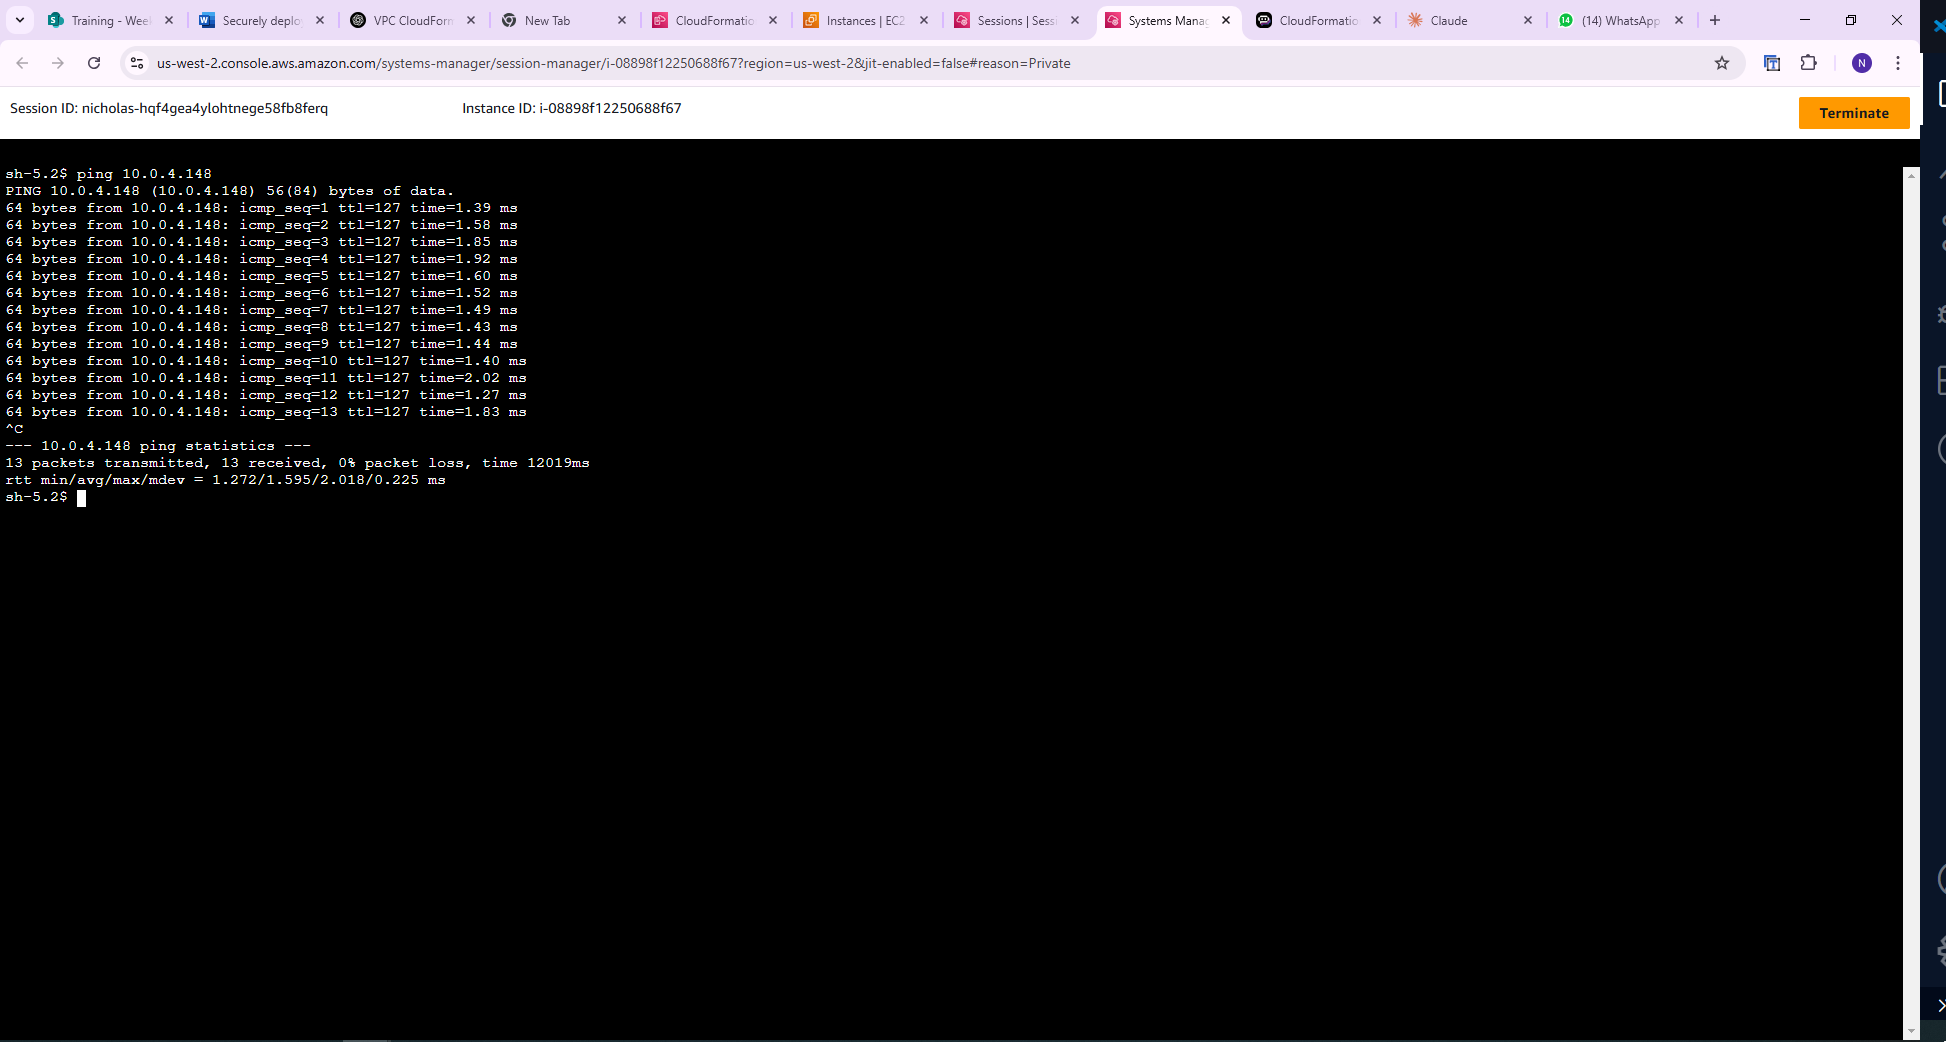 Training - Week
Securely deplo
VPC CloudForm
New Tab
CloudFormatio
Instances | EC2
Sessions | Sess
Systems Mana
CloudFormatio
Claude
14
(14) WhatsApp
us-west-2.console.aws.amazon.com/systems-manager/session-manager/i-08898f12250688f67?region=us-west-2&jit-enabled=false#reason=Private
N
Session ID: nicholas-hqf4gea4ylohtnege58fb8ferq
Instance ID: i-08898f12250688f67
Terminate
sh-5.2$ ping 10.0.4.148
PING 10.0.4.148 (10.0.4.148) 56(84) bytes of data.
64 bytes from 10.0.4.148: icmp_seq=1 ttl=127 time=1.39 ms
64 bytes from 10.0.4.148: icmp_seq=2 ttl=127 time=1.58 ms
64 bytes from 10.0.4.148: icmp_seq=3 ttl=127 time=1.85 ms
64 bytes from 10.0.4.148: icmp_seq=4 ttl=127 time=1.92 ms
64 bytes from 10.0.4.148: icmp_seq=5 ttl=127 time=1.60 ms
64 bytes from 10.0.4.148: icmp_seq=6 ttl=127 time=1.52 ms
64 bytes from 10.0.4.148: icmp_seq=7 ttl=127 time=1.49 ms
64 bytes from 10.0.4.148: icmp_seq=8 ttl=127 time=1.43 ms
64 bytes from 10.0.4.148: icmp_seq=9 ttl=127 time=1.44 ms
64 bytes from 10.0.4.148: icmp_seq=10 ttl=127 time=1.40 ms
64 bytes from 10.0.4.148: icmp_seq=11 ttl=127 time=2.02 ms
64 bytes from 10.0.4.148: icmp_seq=12 ttl=127 time=1.27 ms
64 bytes from 10.0.4.148: icmp_seq=13 ttl=127 time=1.83 ms
^C
--- 10.0.4.148 ping statistics ---
13 packets transmitted, 13 received, 0% packet loss, time 12019ms
rtt min/avg/max/mdev = 1.272/1.595/2.018/0.225 ms
sh-5.2$